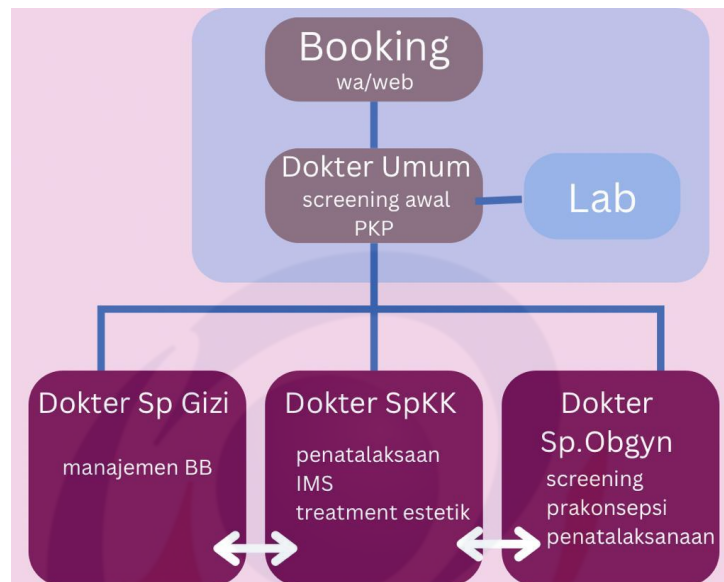 Booking
wa/web
Dokter Umum
screening awal
PKP
Lab
Dokter Sp Gizi
manajemen BB
Dokter SpKK
penatalaksaan
IMS
treatment estetik
Dokter
Sp.Obgyn
screening
prakonsepsi
penatalaksanaan